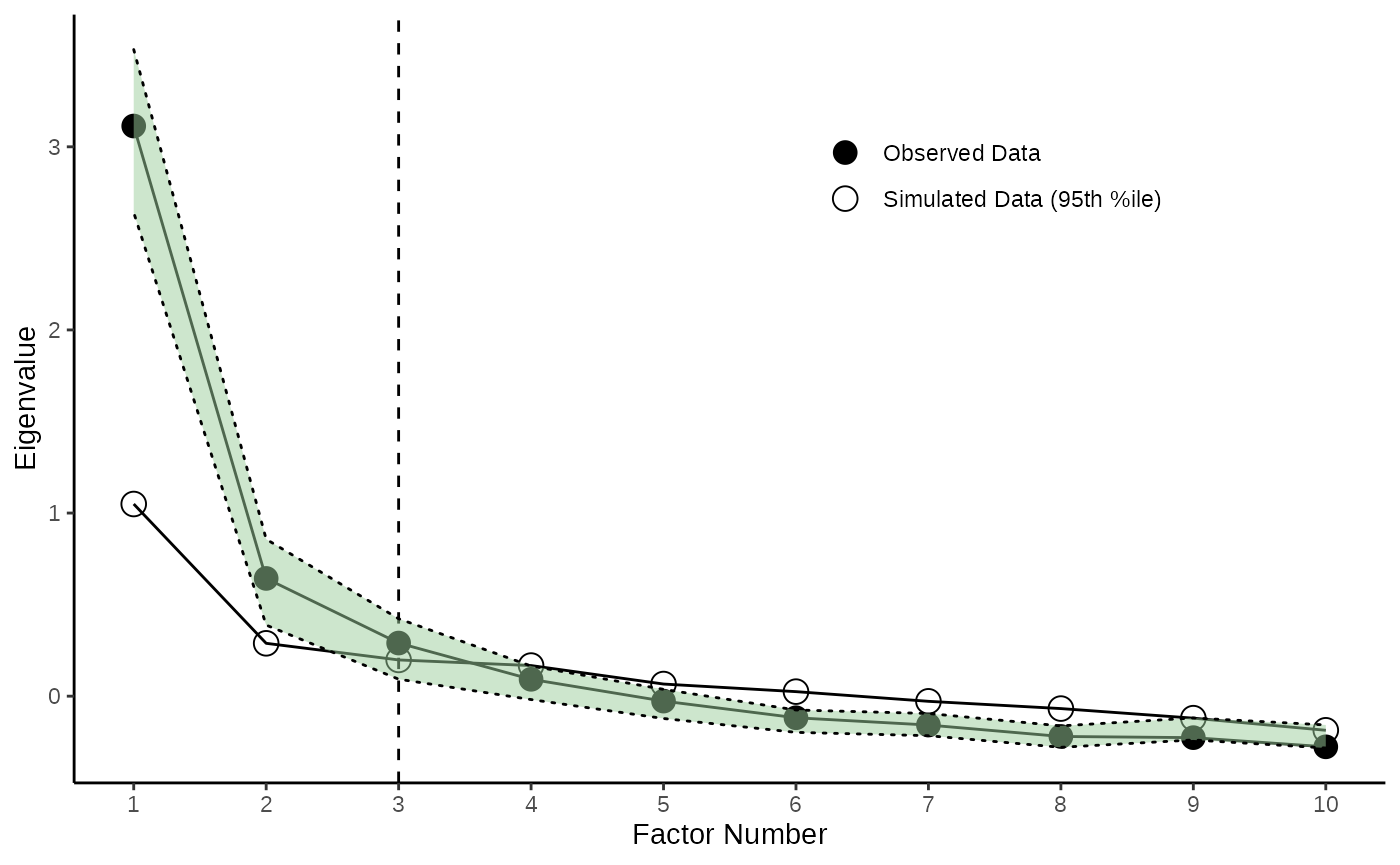 Eigenvalue
3
2
1
0
Observed Data
Simulated Data (95th %ile)
1 2 3 4 5 6 7 8 9 10
Factor Number